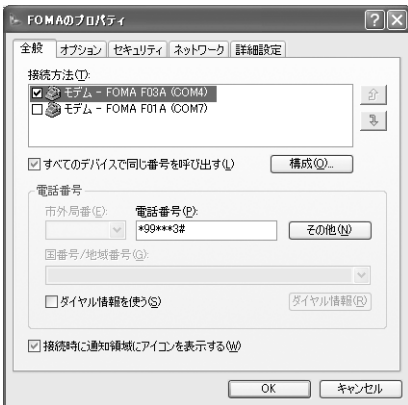 FOMAのプロパティ
全般 オプション セキュリティ ネットワーク 詳細設定
接続方法(T):
モデム - FOMA F03A (COM4)
モデム - FOMA F01A (COM7)
すべてのデバイスで同じ番号を呼び出す(L) 構成(O)...
電話番号
市外局番(E): 電話番号(P):
*99***3# その他(N)
国番号/地域番号(G):
ダイヤル情報を使う(S) ダイヤル情報(R)
接続時に通知領域にアイコンを表示する(W)
OK キャンセル